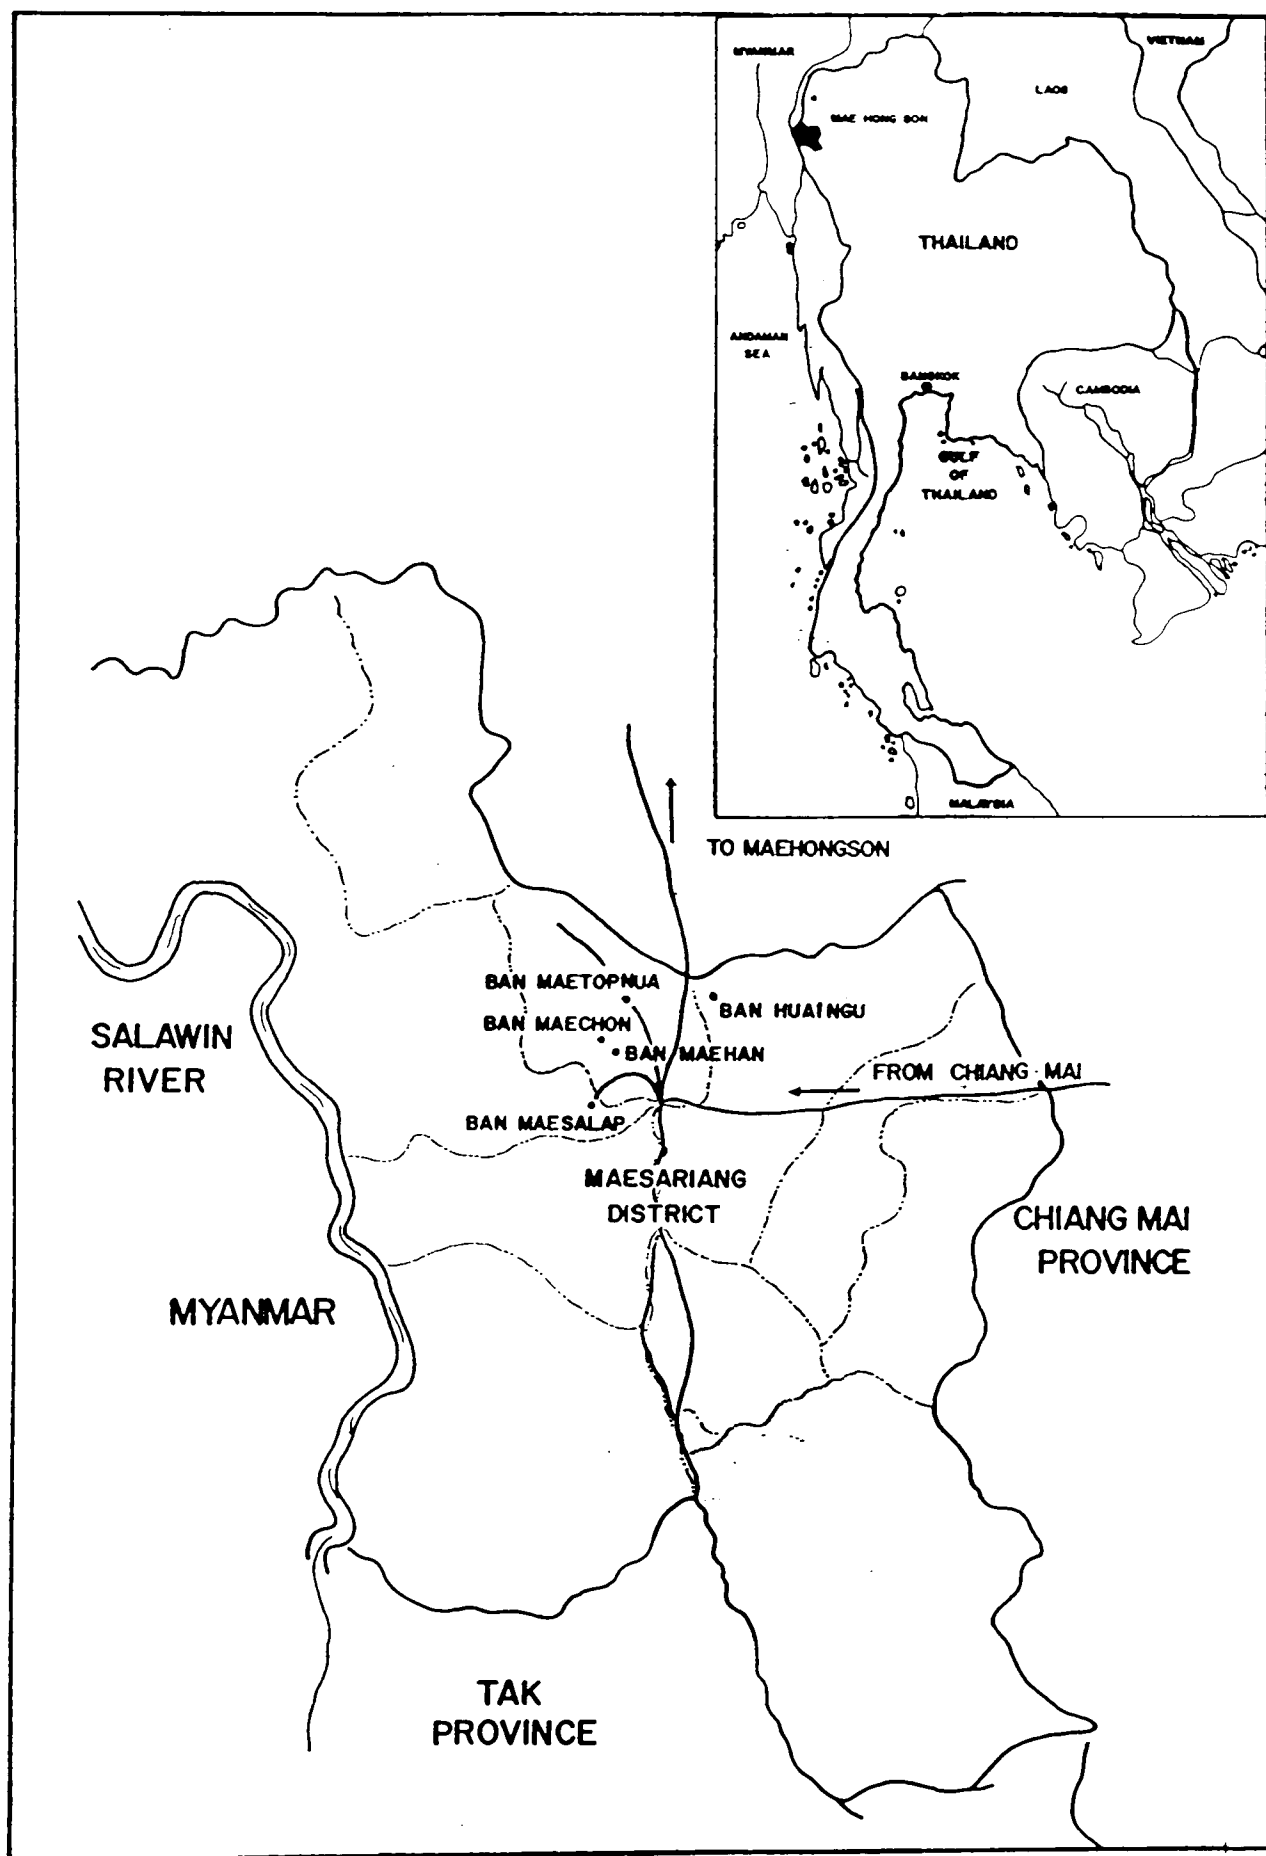 MYANMAR
VIETNAM
LAOS
MAE HONG SON
THAILAND
ANDAMAN
SEA
BANGKOK
CAMBODIA
GULF
OF
THAILAND
MALAYSIA
TO MAEHONGSON
BAN MAETOPNUA
BAN HUAINGU
BAN MAECHON
BAN MAEHAN
SALAWIN
RIVER
FROM CHIANG MAI
BAN MAESALAP
MAESARIANG
DISTRICT
CHIANG MAI
PROVINCE
MYANMAR
TAK
PROVINCE